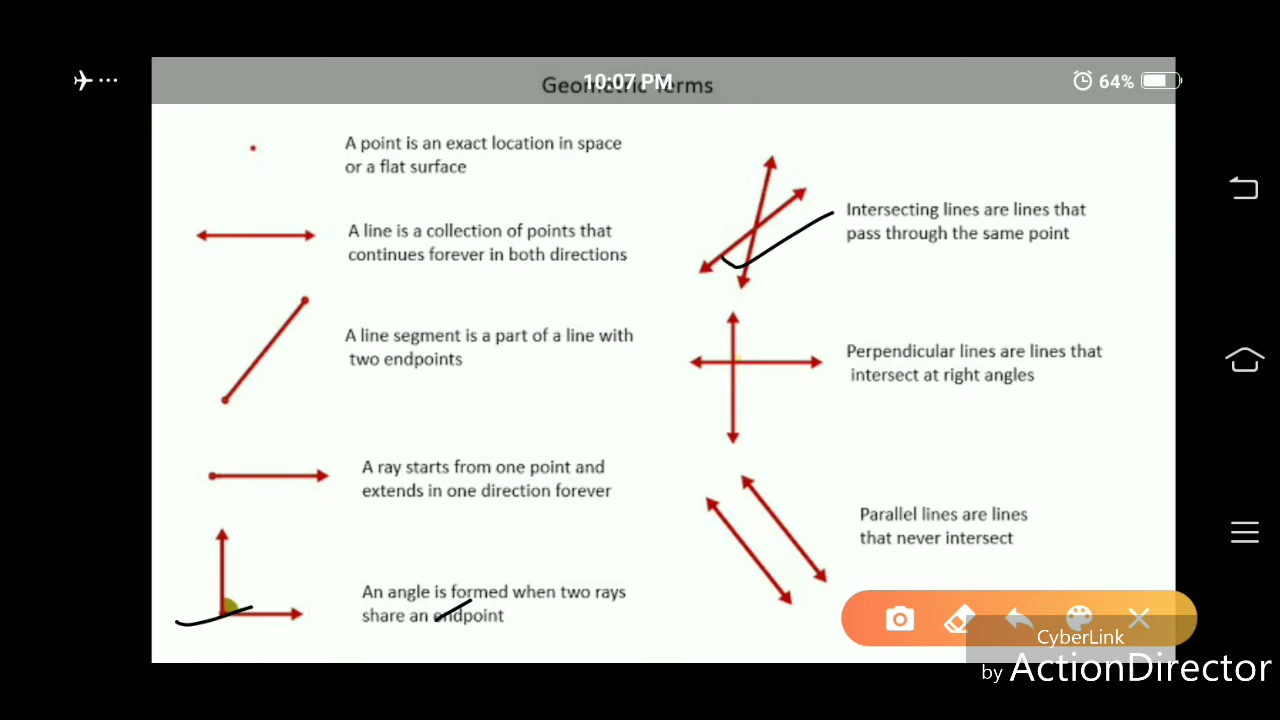 10:07 PM
64%
Geometric Terms
A point is an exact location in space
or a flat surface
A line is a collection of points that
continues forever in both directions
A line segment is a part of a line with
two endpoints
A ray starts from one point and
extends in one direction forever
An angle is formed when two rays
share an endpoint
Intersecting lines are lines that
pass through the same point
Perpendicular lines are lines that
intersect at right angles
Parallel lines are lines
that never intersect
CyberLink
by ActionDirector